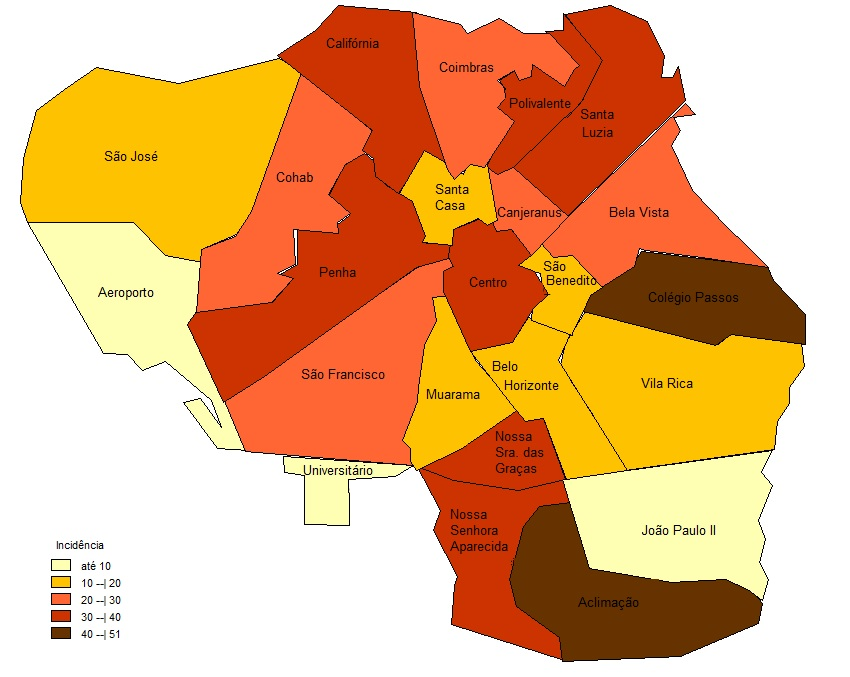 Califórnia
Coimbras
Polivalente
Santa
Luzia
São José
Cohab
Santa
Casa
Canjeranus
Bela Vista
Aeroporto
Penha
Centro
São
Benedito
Colégio Passos
São Francisco
Muarama
Belo
Horizonte
Vila Rica
Nossa
Sra. das
Graças
Universitário
Nossa
Senhora
Aparecida
João Paulo II
Aclimação
Incidência
até 10
10 --| 20
20 --| 30
30 --| 40
40 --| 51